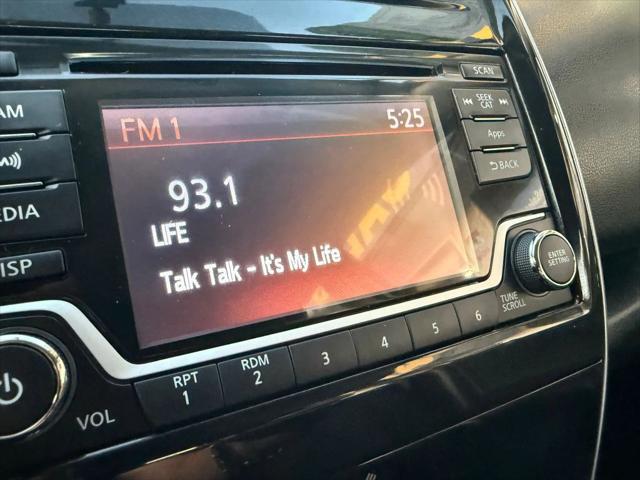 SCAN
AM
FM 1
5:25
SEEK
CAT
Apps
BACK
93.1
LIFE
Talk Talk - It's My Life
EDIA
ISP
ENTER
SETTING
TUNE
SCROLL
RPT
1
RDM
2
3
4
5
6
VOL